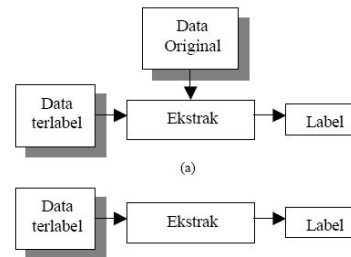 Data
Original
Data
terlabel
Ekstrak
Label
(a)
Data
terlabel
Ekstrak
Label